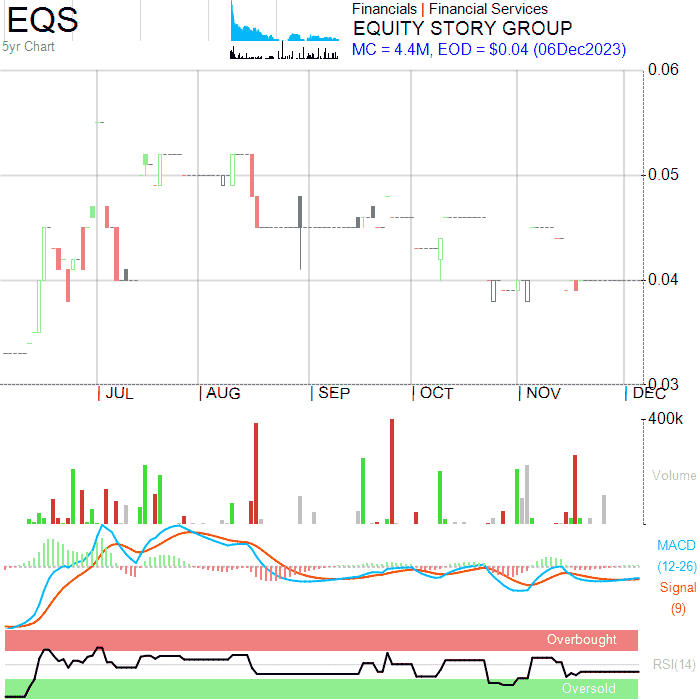 EQS
5yr Chart
Financials | Financial Services
EQUITY STORY GROUP
MC = 4.4M, EOD = $0.04 (06Dec2023)
0.06
0.05
0.04
0.03
JUL
AUG
SEP
OCT
NOV
DEC
400k
Volume
MACD
(12-26)
Signal
(9)
Overbought
RSI(14)
Oversold